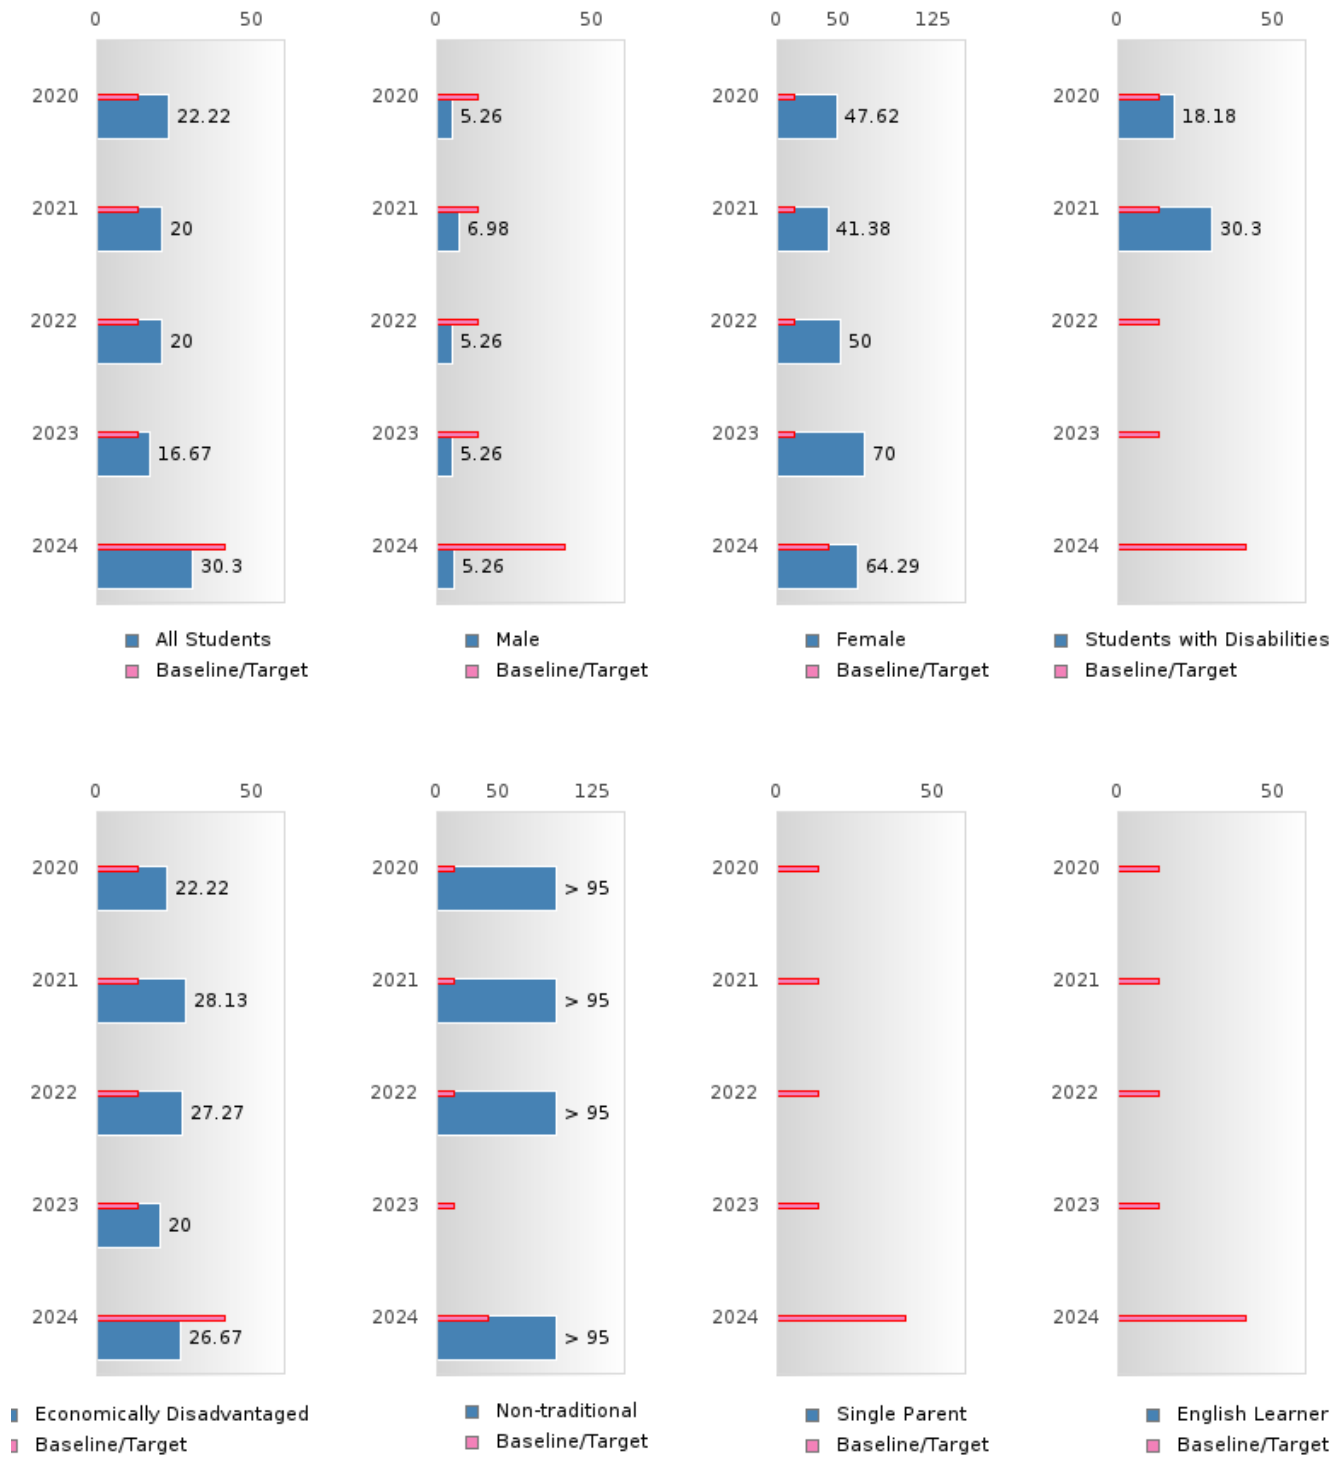 0 50
2020 22.22
2021 20
2022 20
2023 16.67
2024 30.3
All Students
Baseline/Target
0 50
2020 5.26
2021 6.98
2022 5.26
2023 5.26
2024 5.26
Male
Baseline/Target
0 50 125
2020 47.62
2021 41.38
2022 50
2023 70
2024 64.29
Female
Baseline/Target
0 50
2020 18.18
2021 30.3
2022
2023
2024
Students with Disabilities
Baseline/Target
0 50
2020 22.22
2021 28.13
2022 27.27
2023 20
2024 26.67
Economically Disadvantaged
Baseline/Target
0 50 125
2020 > 95
2021 > 95
2022 > 95
2023
2024 > 95
Non-traditional
Baseline/Target
0 50
2020
2021
2022
2023
2024
Single Parent
Baseline/Target
0 50
2020
2021
2022
2023
2024
English Learner
Baseline/Target